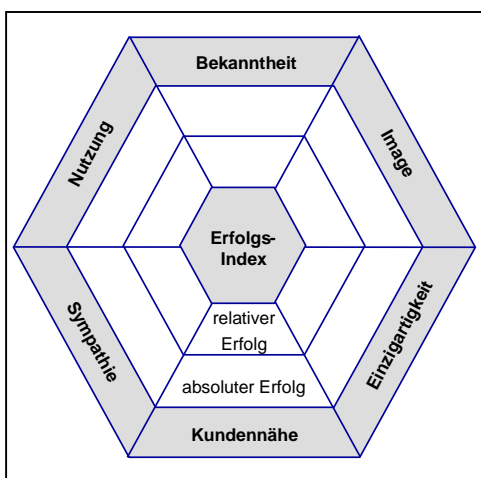 Bekanntheit
Nutzung
Image
Erfolgs-
Index
Sympathie
relativer
Erfolg
Einzigartigkeit
absoluter Erfolg
Kundennähe